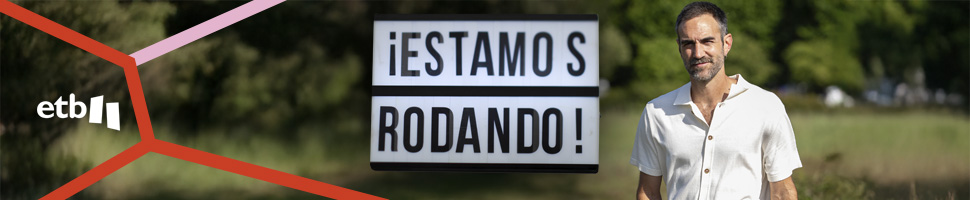 etb
¡ESTAMOS
RODANDO!